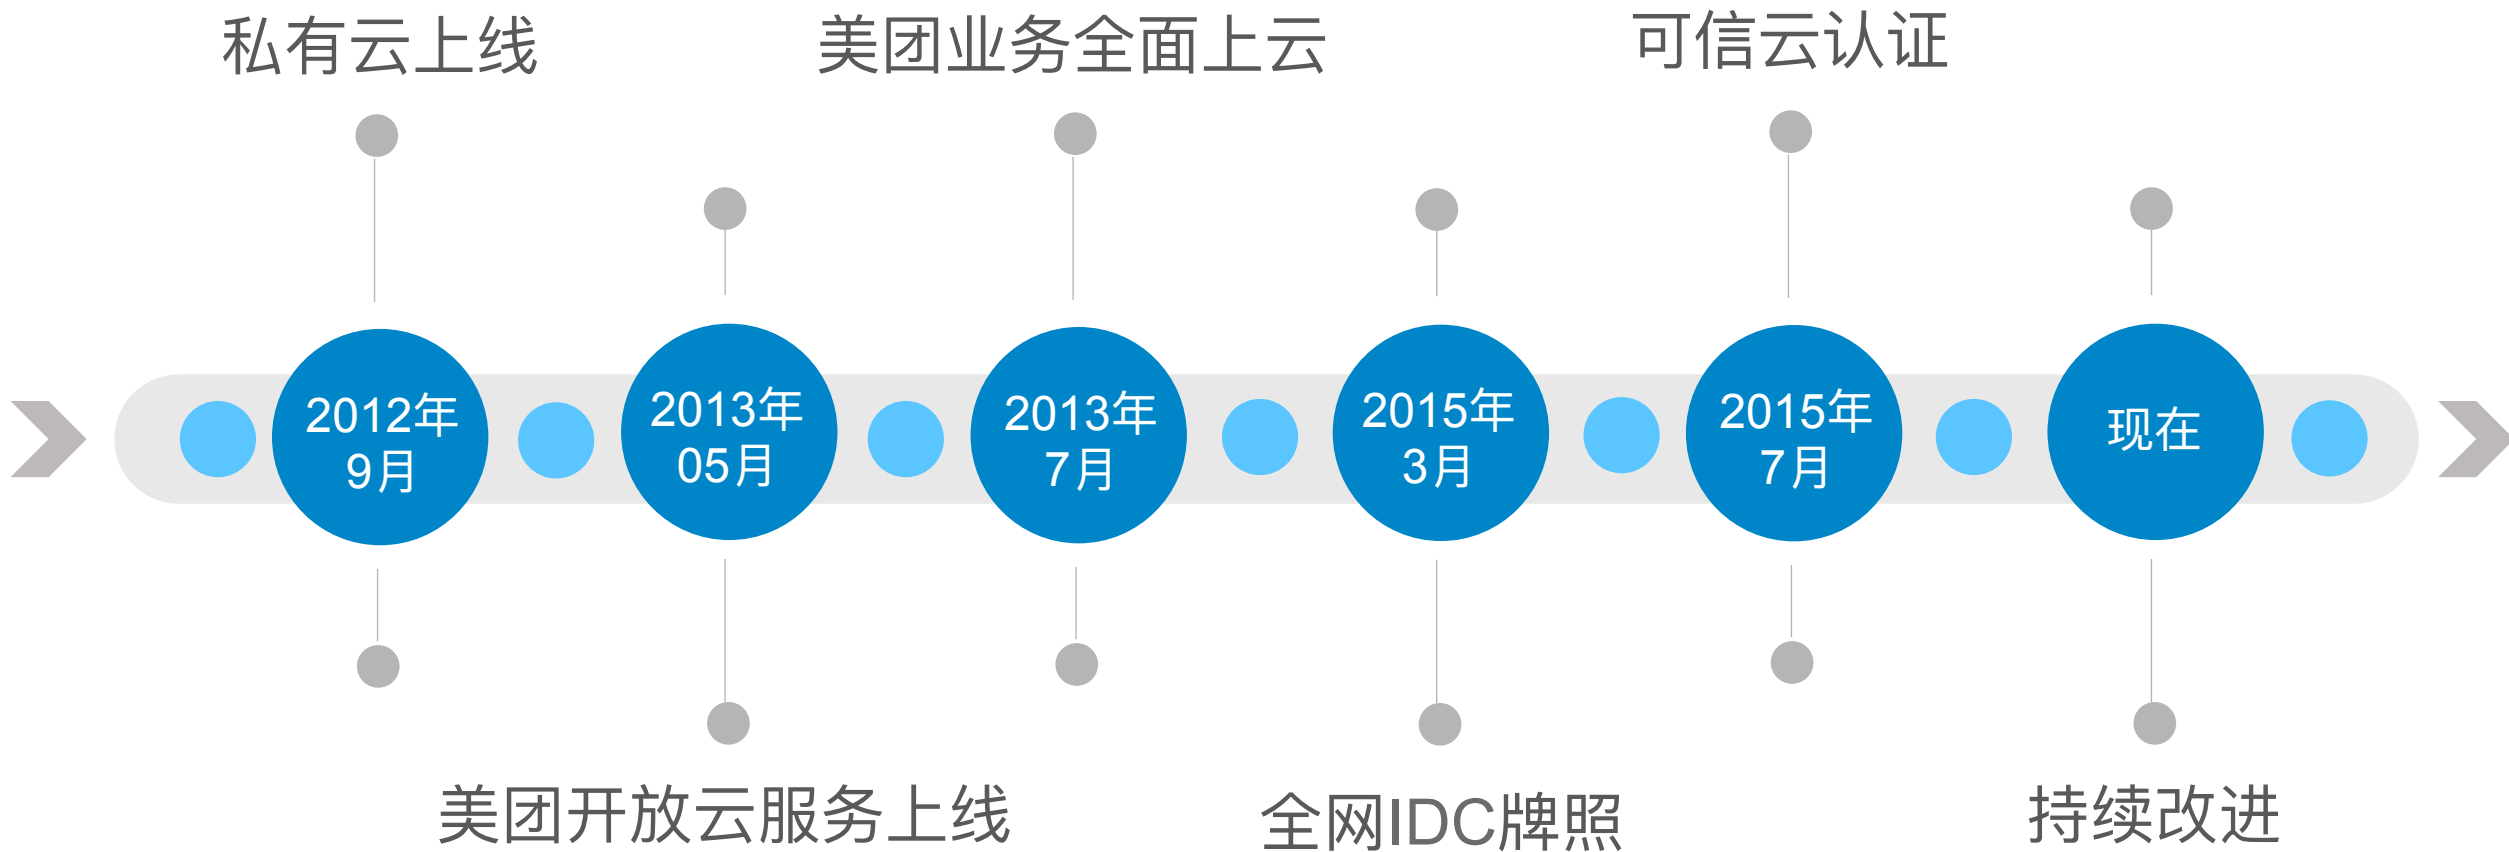 私有云上线
美团业务全面上云
可信云认证
2012年
9月
2013年
05月
2013年
7月
2015年
3月
2015年
7月
现在
美团开放云服务上线
全网IDC牌照
持续改进